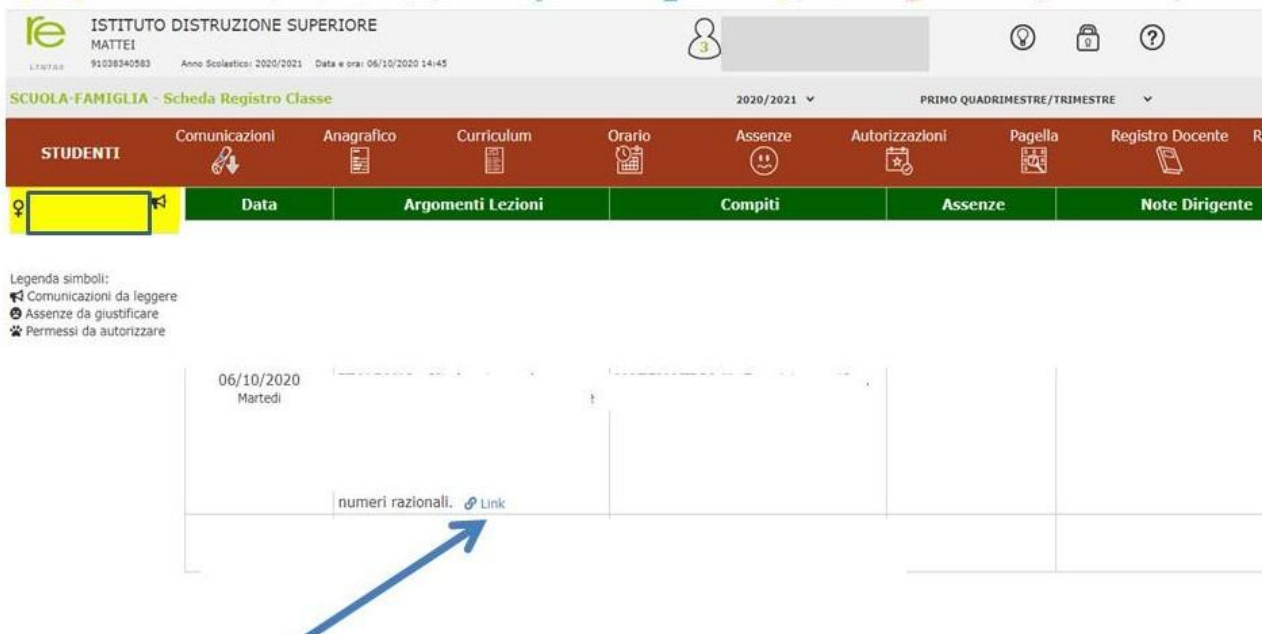 re
ISTITUTO DISTRUZIONE SUPERIORE
MATTEI
91038340583 Anno Scolastico: 2020/2021 Data e ora: 06/10/2020 14:45
3
SCUOLA-FAMIGLIA - Scheda Registro Classe 2020/2021 PRIMO QUADRIMESTRE/TRIMESTRE
STUDENTI Comunicazioni Anagrafico Curriculum Orario Assenze Autorizzazioni Pagella Registro Docente R
Data Argomenti Lezioni Compiti Assenze Note Dirigente
Legenda simboli:
Comunicazioni da leggere
Assenze da giustificare
Permessi da autorizzare
06/10/2020
Martedì
numeri razionali. Link